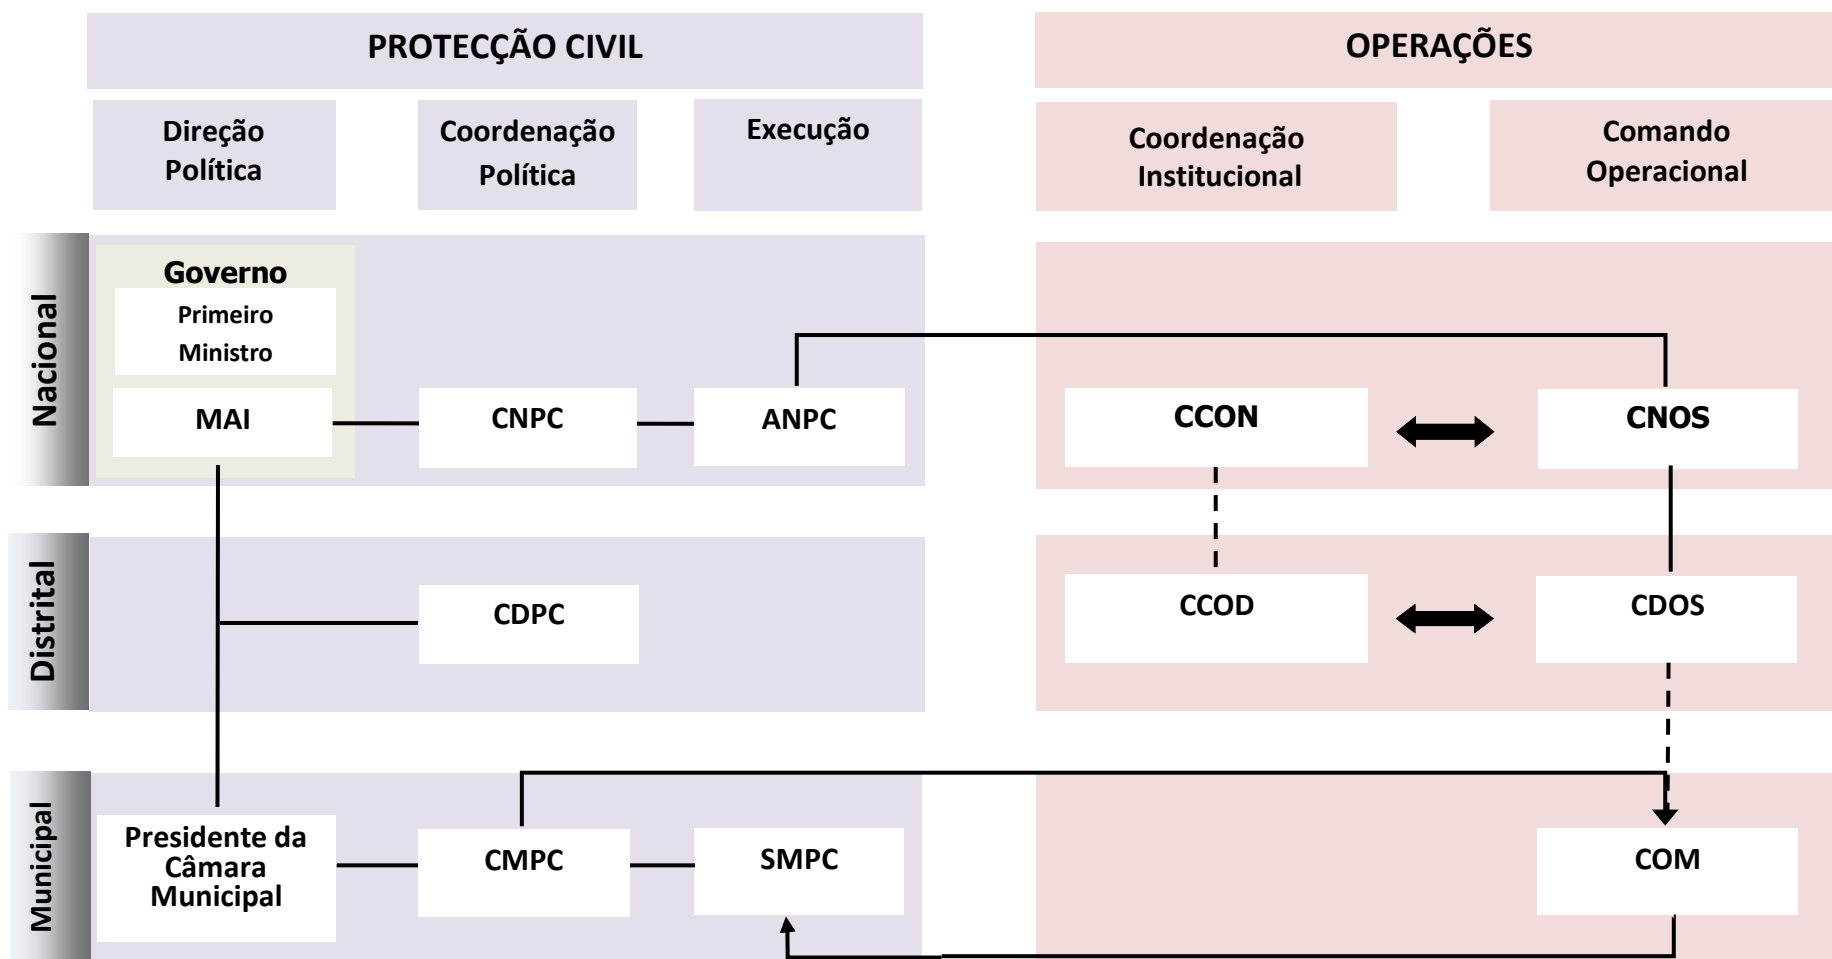 PROTECÇÃO CIVIL
OPERAÇÕES
Direção
Política
Coordenação
Política
Execução
Coordenação
Institucional
Comando
Operacional
Nacional
Governo
Primeiro
Ministro
MAI
CNPC
ANPC
CCON
CNOS
Distrital
CDPC
CCOD
CDOS
Municipal
Presidente da
Câmara
Municipal
CMPC
SMPC
COM